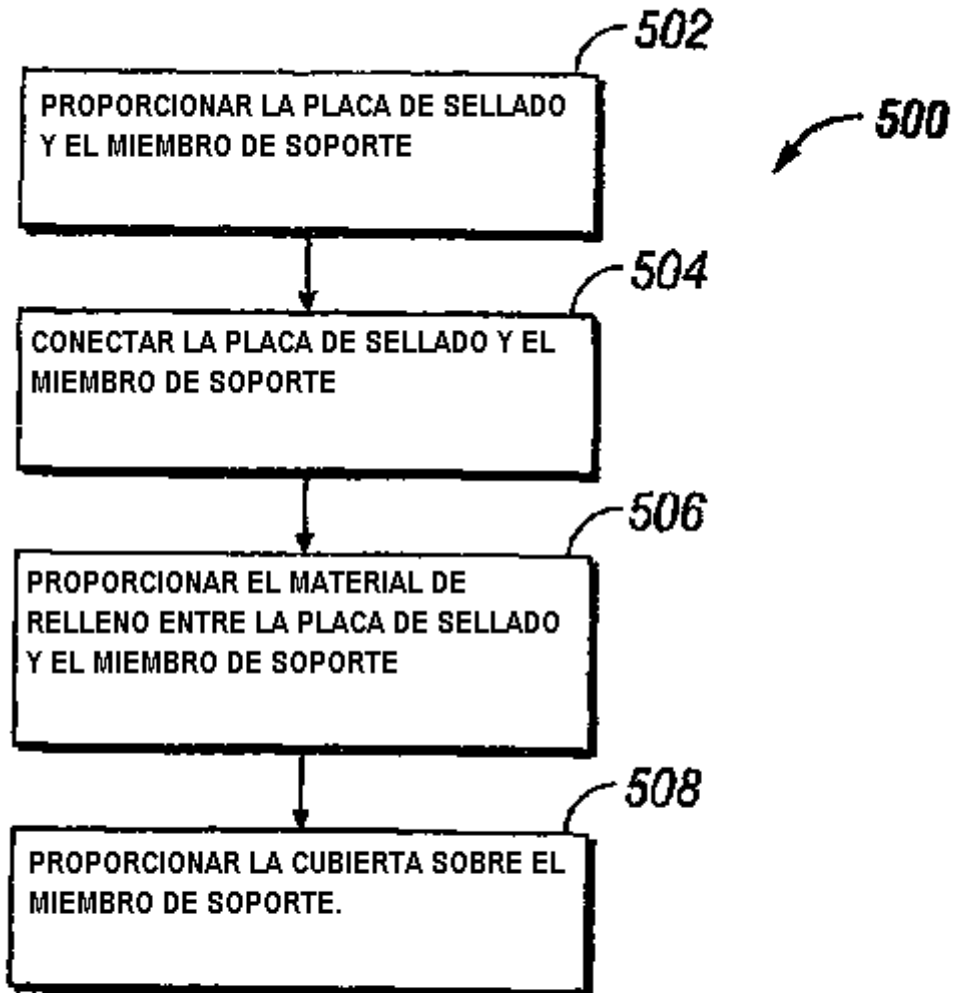 502
PROPORCIONAR LA PLACA DE SELLADO
Y EL MIEMBRO DE SOPORTE
500
504
CONECTAR LA PLACA DE SELLADO Y EL
MIEMBRO DE SOPORTE
506
PROPORCIONAR EL MATERIAL DE
RELLENO ENTRE LA PLACA DE SELLADO
Y EL MIEMBRO DE SOPORTE
508
PROPORCIONAR LA CUBIERTA SOBRE EL
MIEMBRO DE SOPORTE.